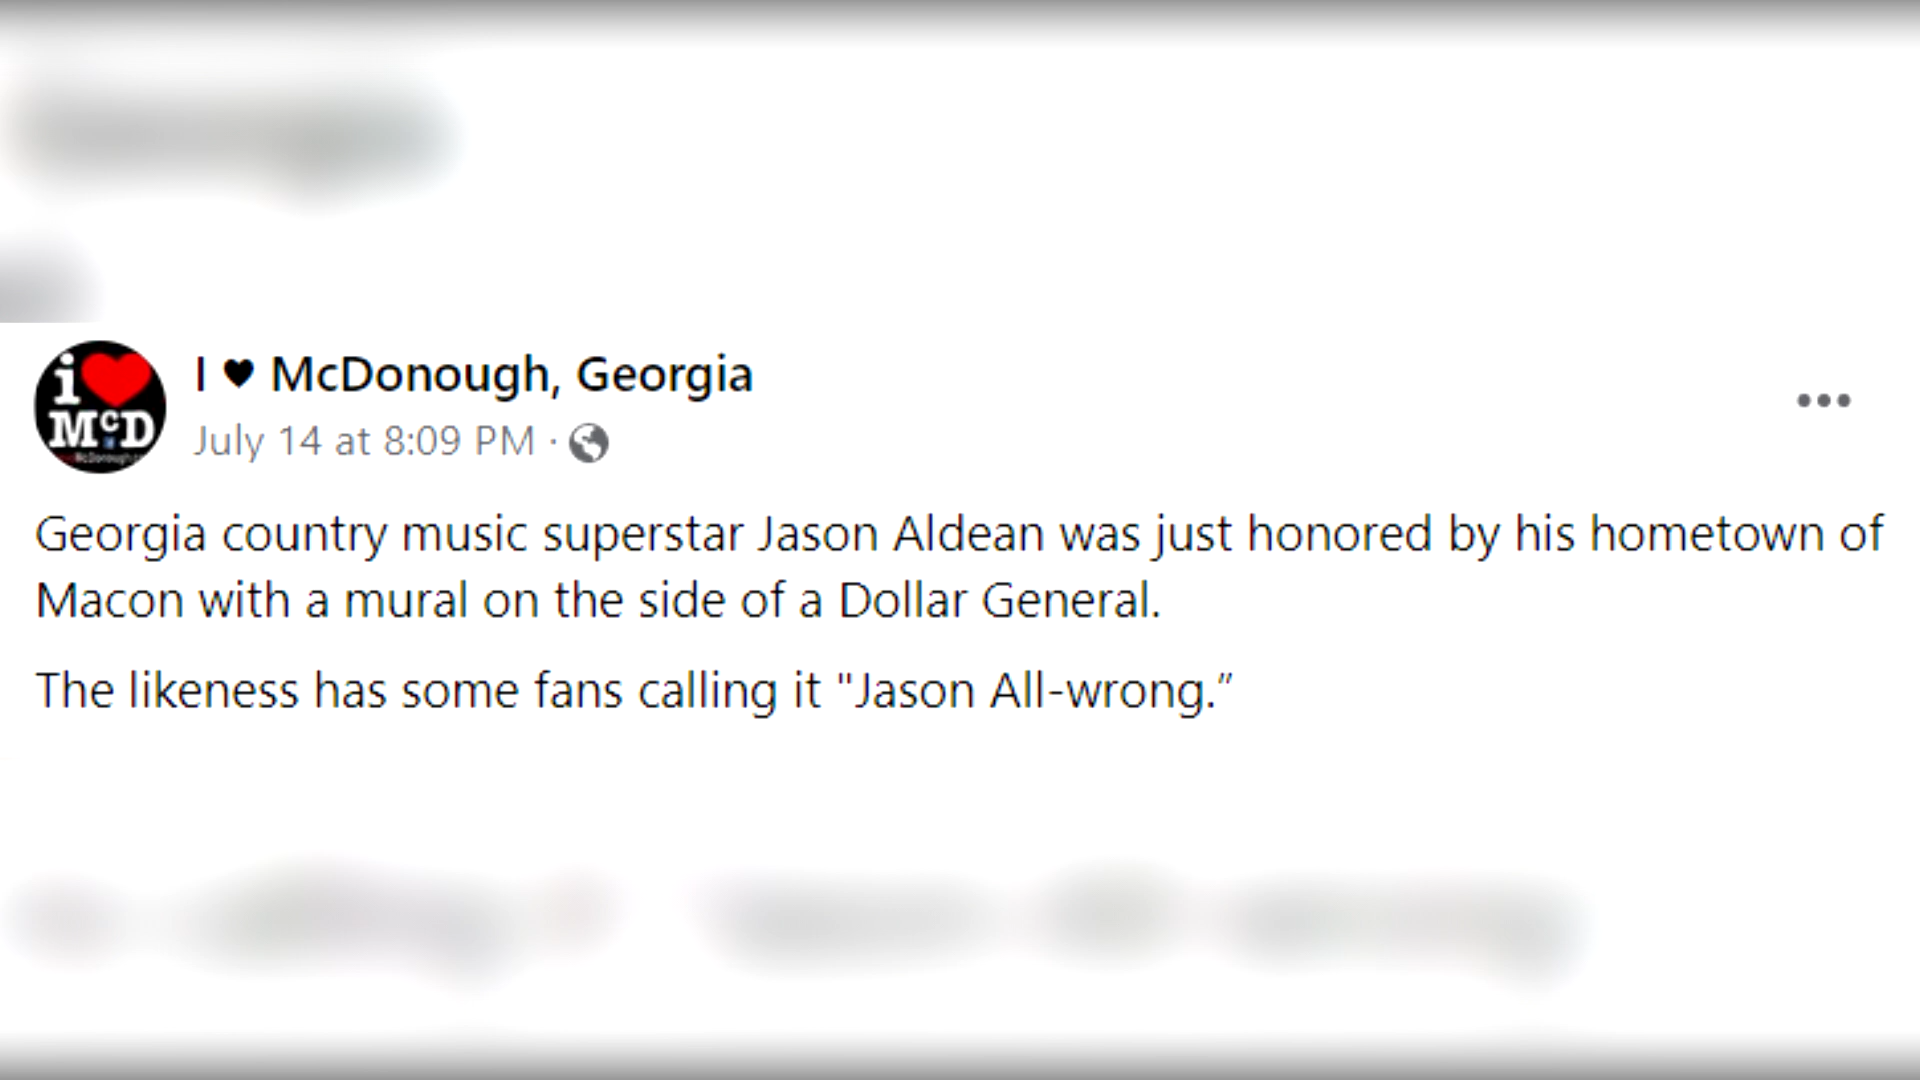 i ♥
McD
I ♥ McDonough, Georgia
July 14 at 8:09 PM ·
Georgia country music superstar Jason Aldean was just honored by his hometown of
Macon with a mural on the side of a Dollar General.
The likeness has some fans calling it "Jason All-wrong.”